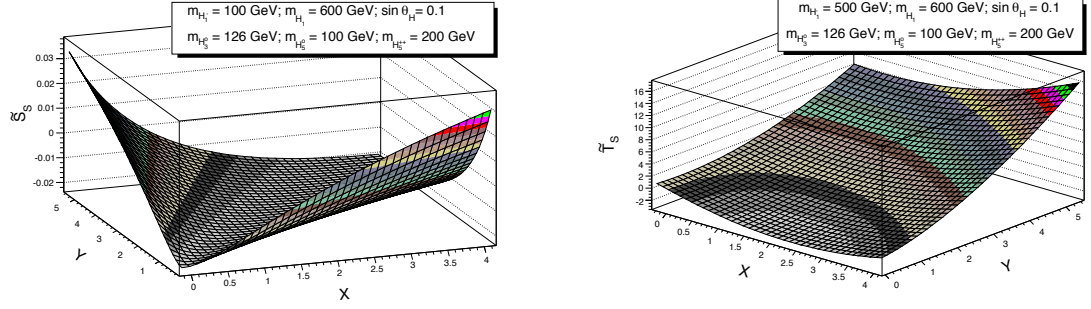 m_{H_1'} = 100 GeV; m_{H_1} = 600 GeV; sin θ_H = 0.1
m_{H_3^0} = 126 GeV; m_{H_5^0} = 100 GeV; m_{H_5^{++}} = 200 GeV
S̃_S
0.03
0.02
0.01
0
-0.01
-0.02
5
4
3
2
1
Y
0 0.5 1 1.5 2 2.5 3 3.5 4
X
m_{H_1'} = 500 GeV; m_{H_1} = 600 GeV; sin θ_H = 0.1
m_{H_3^0} = 126 GeV; m_{H_5^0} = 100 GeV; m_{H_5^{++}} = 200 GeV
T̃_S
16
14
12
10
8
6
4
2
0
-2
0 0.5 1 1.5 2 2.5 3 3.5 4
X
0 1 2 3 4 5
Y